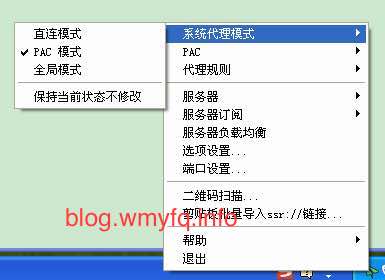 直连模式
PAC 模式
全局模式
保持当前状态不修改
系统代理模式
PAC
代理规则
服务器
服务器订阅
服务器负载均衡
选项设置...
端口设置...
二维码扫描...
剪贴板批量导入ssr://链接...
blog.wmyfq.info
帮助
退出